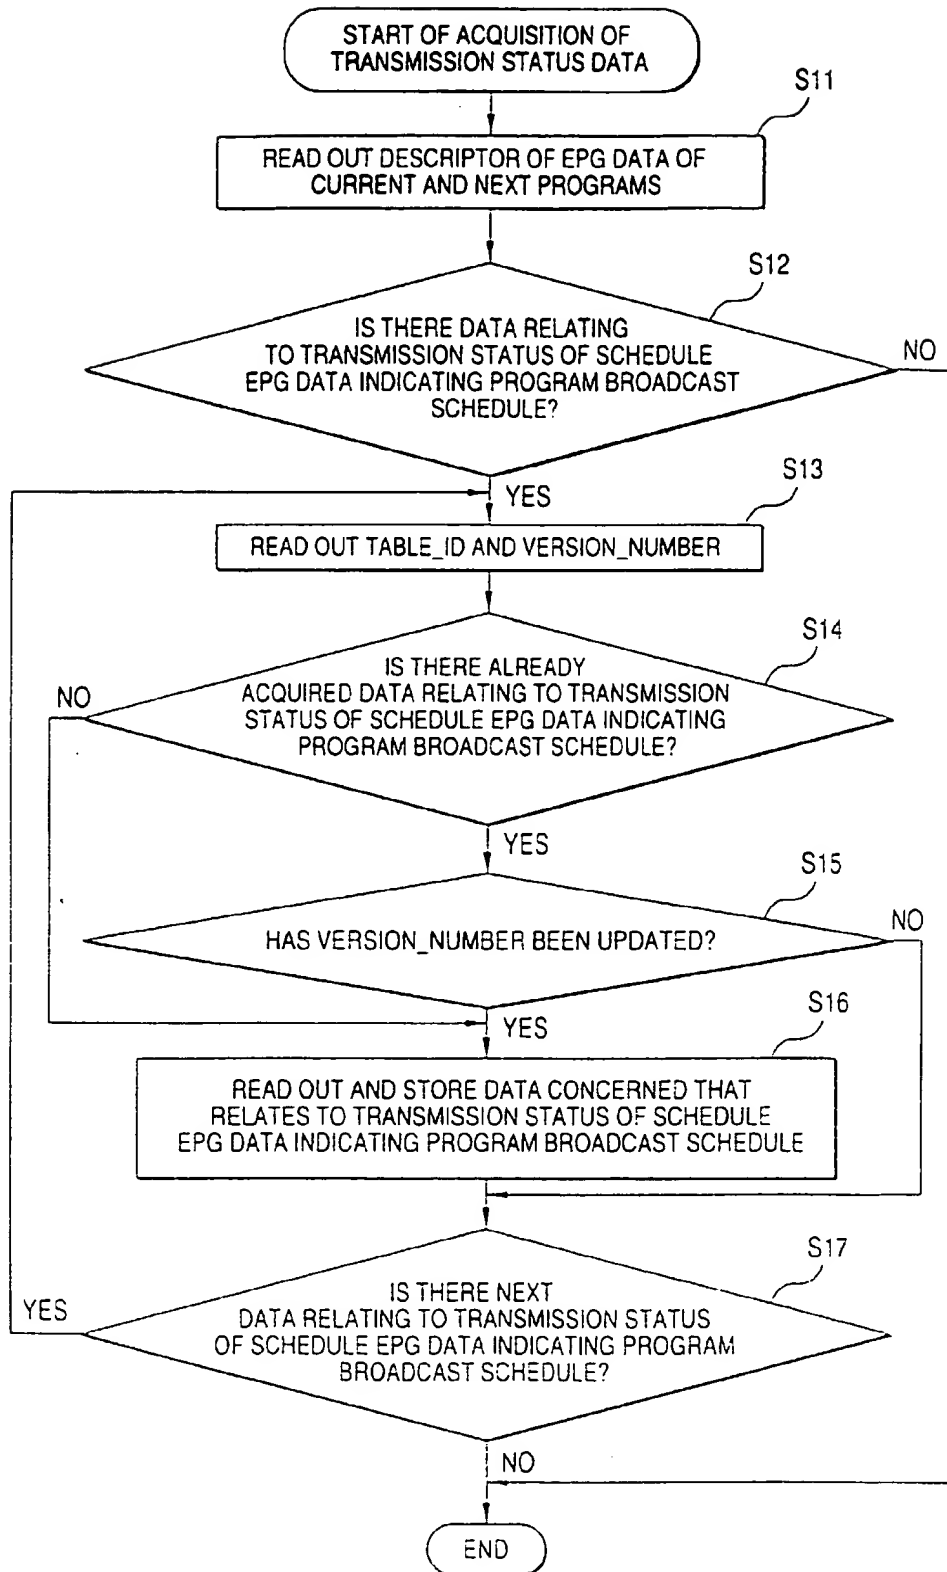 START OF ACQUISITION OF
TRANSMISSION STATUS DATA
S11
READ OUT DESCRIPTOR OF EPG DATA OF
CURRENT AND NEXT PROGRAMS
S12
IS THERE DATA RELATING
TO TRANSMISSION STATUS OF SCHEDULE
EPG DATA INDICATING PROGRAM BROADCAST
SCHEDULE?
NO
YES
S13
READ OUT TABLE_ID AND VERSION_NUMBER
S14
IS THERE ALREADY
ACQUIRED DATA RELATING TO TRANSMISSION
STATUS OF SCHEDULE EPG DATA INDICATING
PROGRAM BROADCAST SCHEDULE?
NO
YES
S15
HAS VERSION_NUMBER BEEN UPDATED?
NO
YES
S16
READ OUT AND STORE DATA CONCERNED THAT
RELATES TO TRANSMISSION STATUS OF SCHEDULE
EPG DATA INDICATING PROGRAM BROADCAST SCHEDULE
S17
IS THERE NEXT
DATA RELATING TO TRANSMISSION STATUS
OF SCHEDULE EPG DATA INDICATING PROGRAM
BROADCAST SCHEDULE?
YES
NO
END